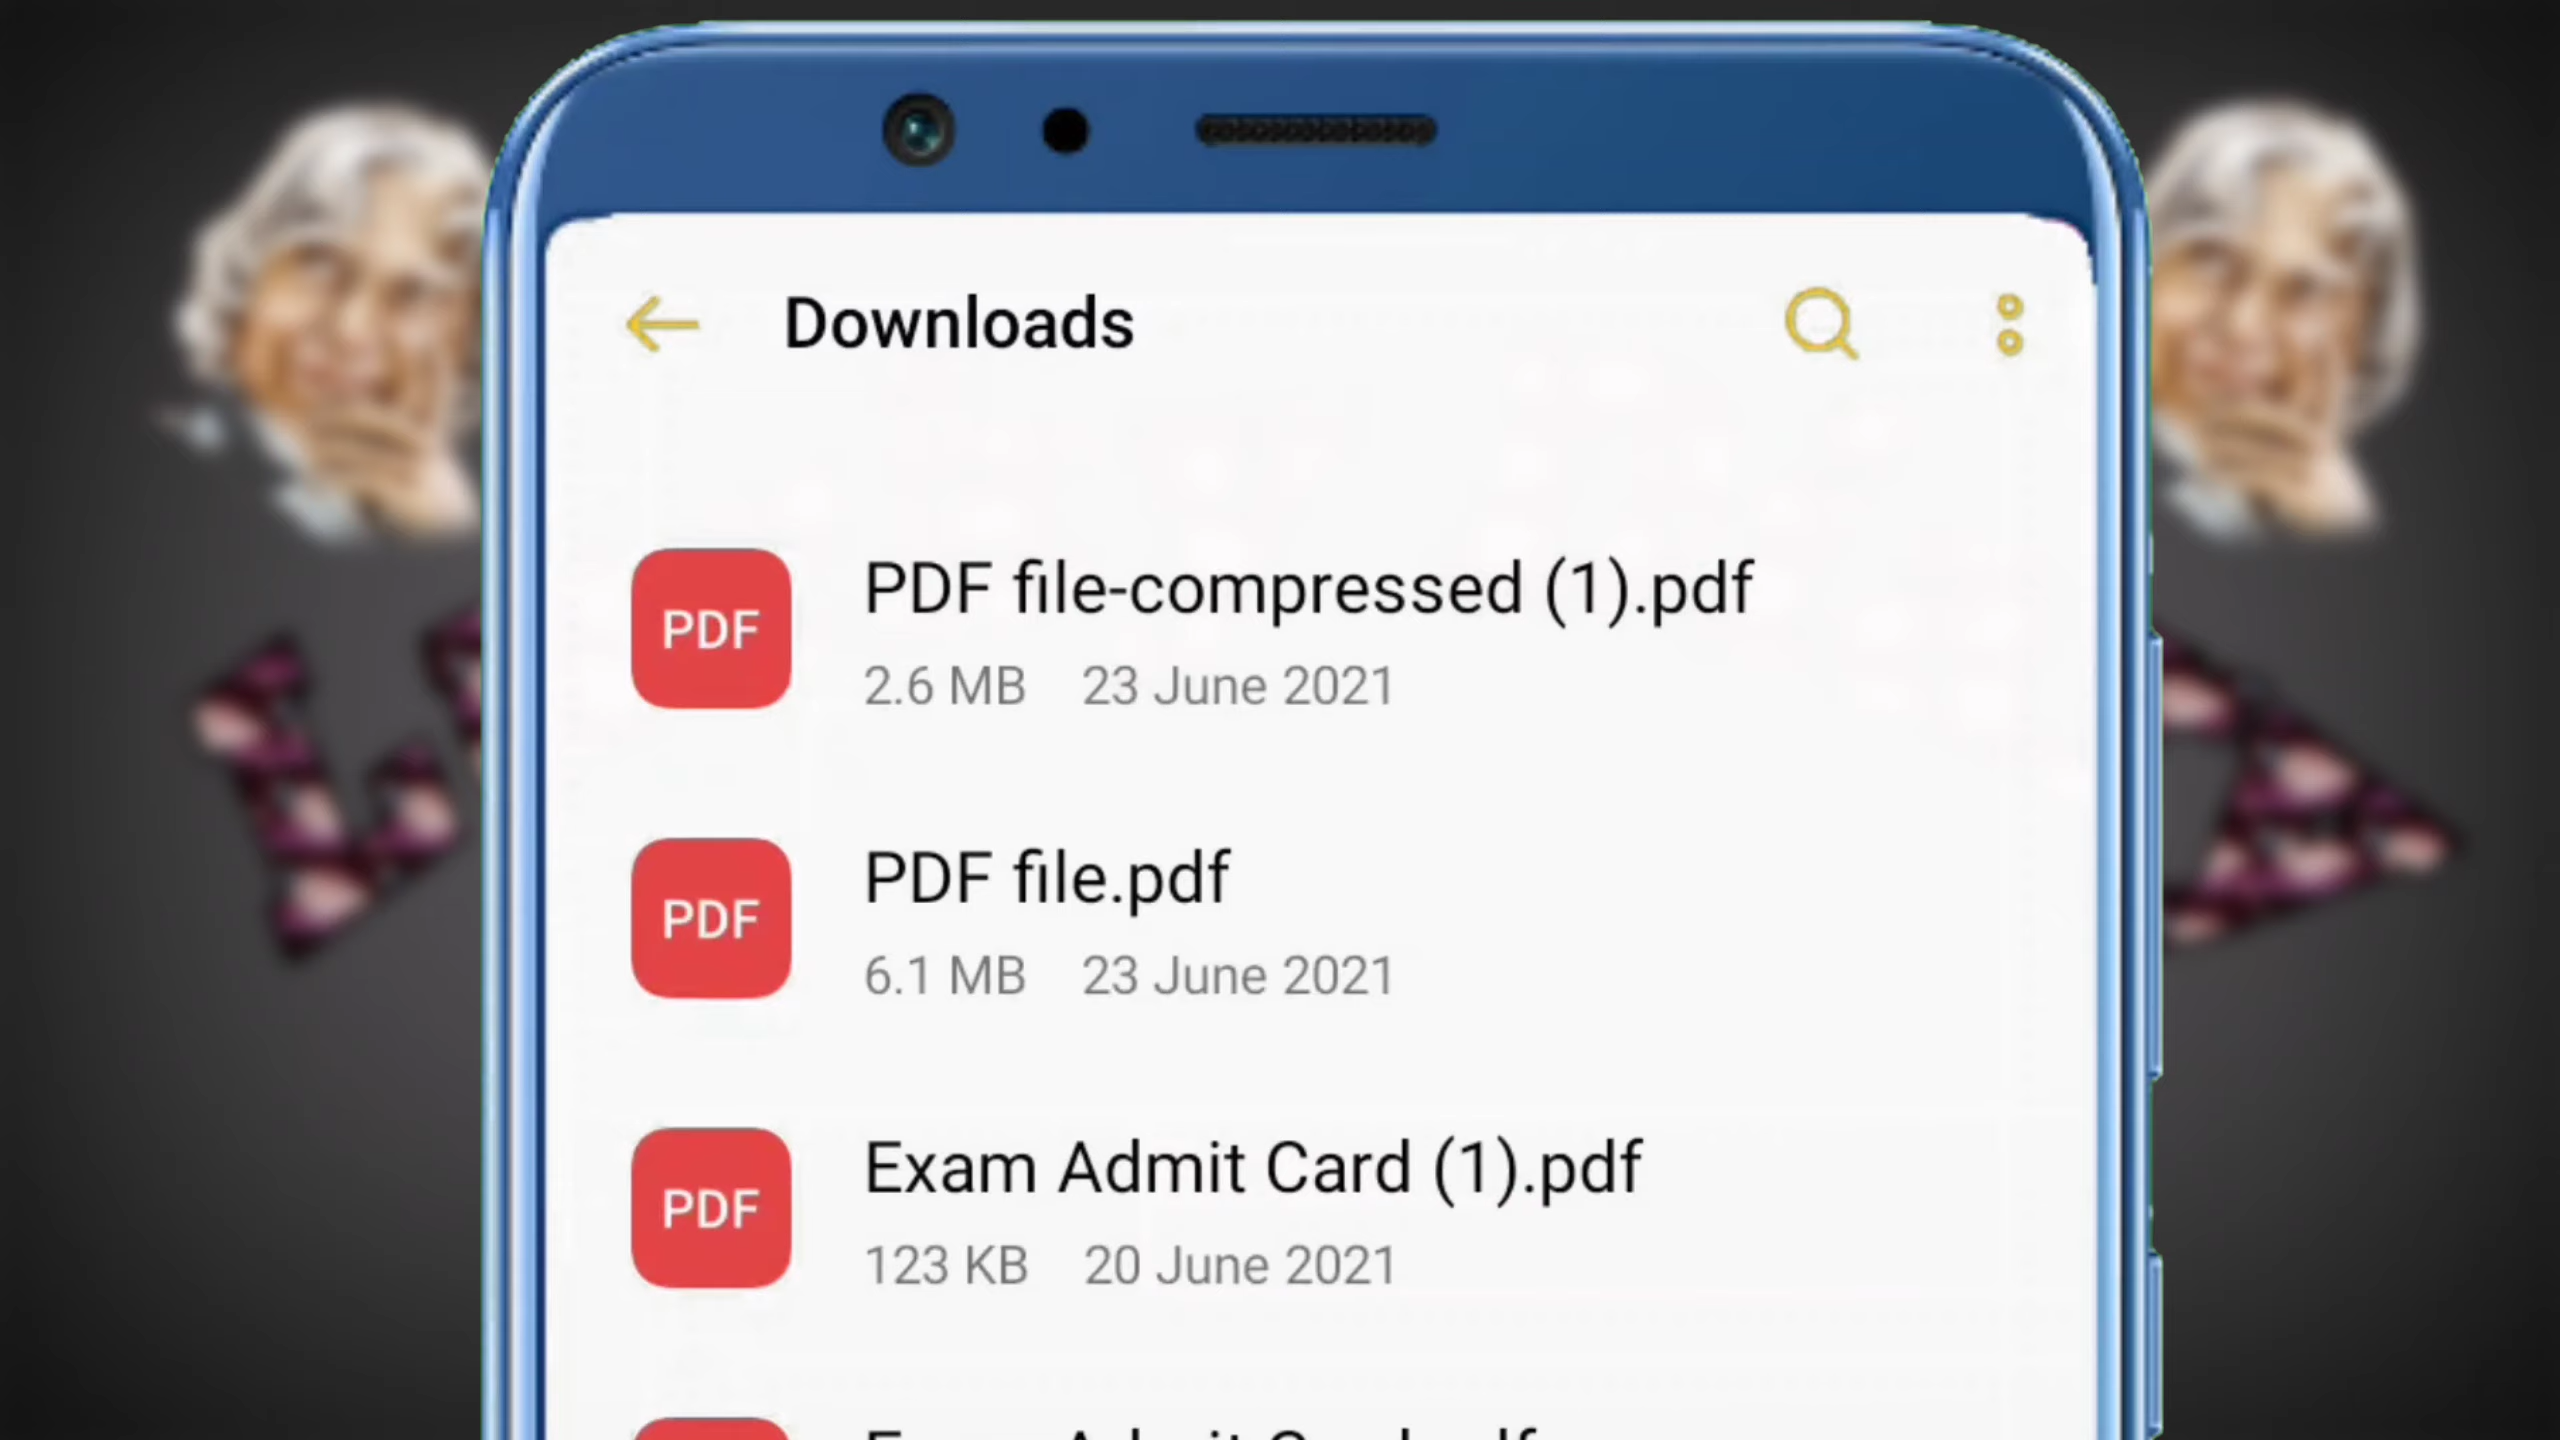 Downloads
PDF
PDF file-compressed (1).pdf
2.6 MB 23 June 2021
PDF
PDF file.pdf
6.1 MB 23 June 2021
PDF
Exam Admit Card (1).pdf
123 KB 20 June 2021